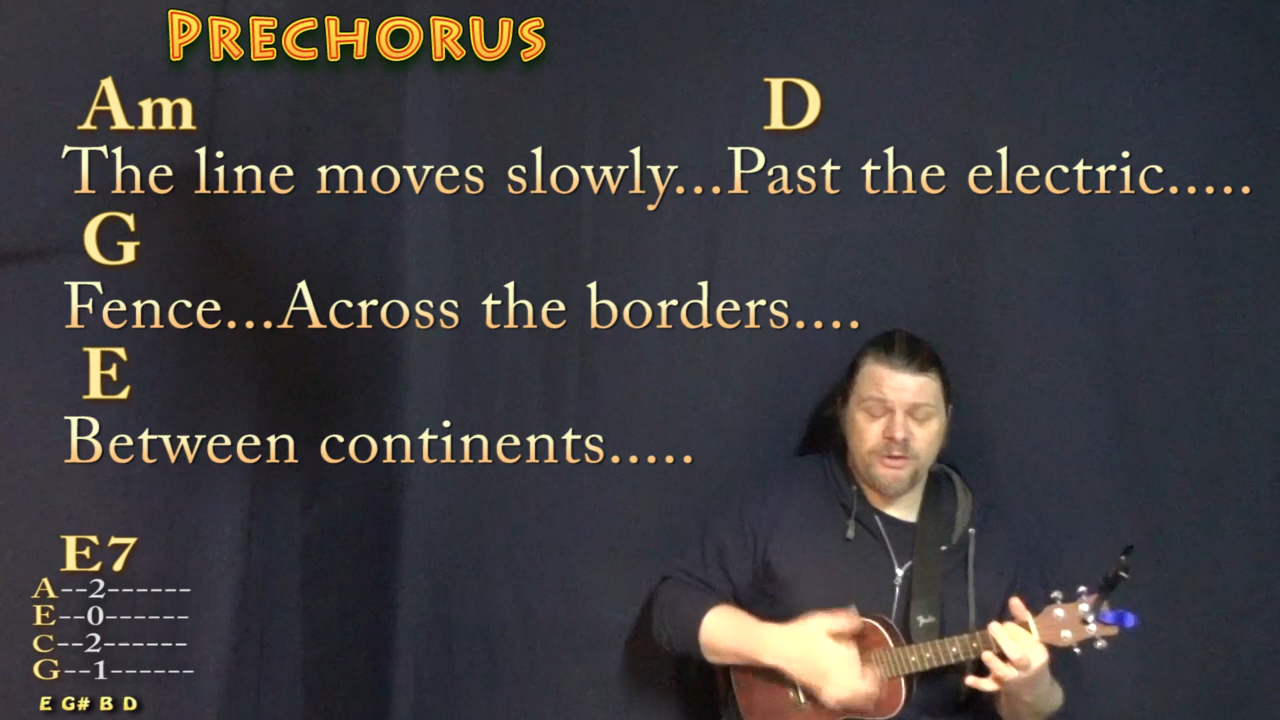 PRECHORUS
Am D
The line moves slowly...Past the electric.....
G
Fence...Across the borders....
E
Between continents.....
E7
A--2------
E--0------
C--2------
G--1------
E G# B D
Fender